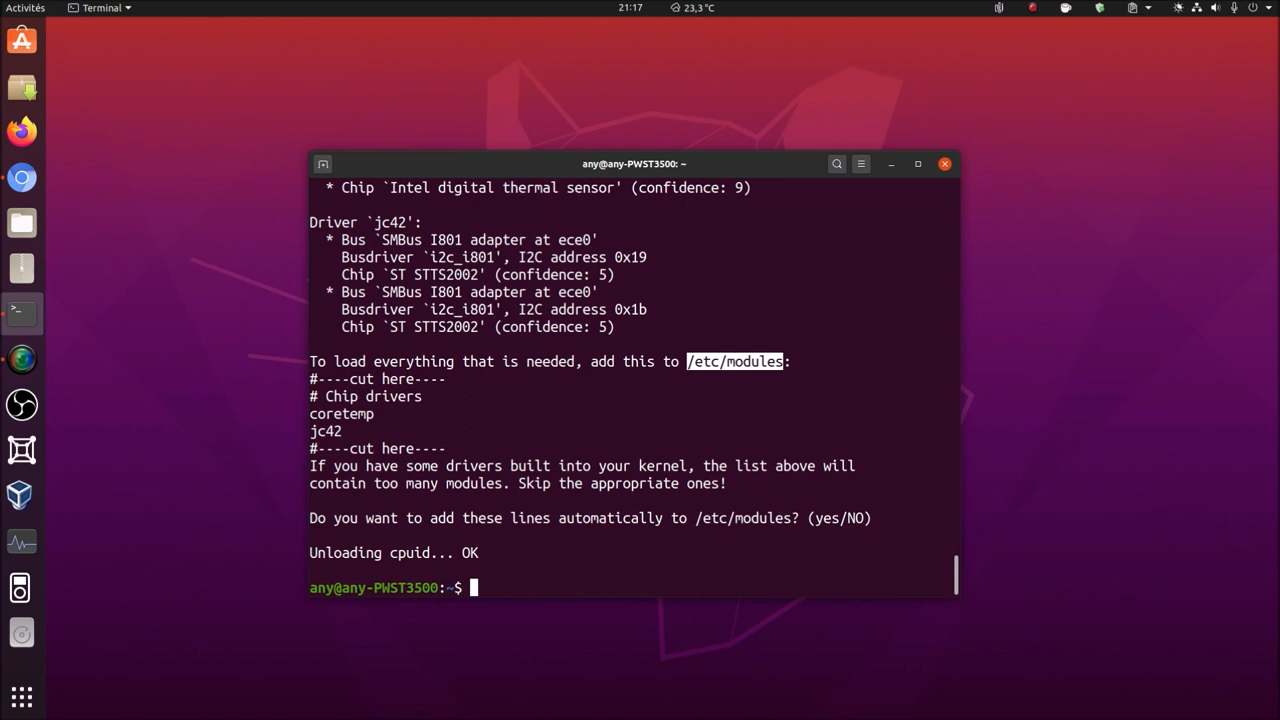 Activités
Terminal
21:17
23,3 °C
any@any-PWST3500: ~
* Chip `Intel digital thermal sensor' (confidence: 9)
Driver `jc42':
* Bus `SMBus I801 adapter at ece0'
Busdriver `i2c_i801', I2C address 0x19
Chip `ST STTS2002' (confidence: 5)
* Bus `SMBus I801 adapter at ece0'
Busdriver `i2c_i801', I2C address 0x1b
Chip `ST STTS2002' (confidence: 5)
To load everything that is needed, add this to /etc/modules:
#----cut here----
# Chip drivers
coretemp
jc42
#----cut here----
If you have some drivers built into your kernel, the list above will
contain too many modules. Skip the appropriate ones!
Do you want to add these lines automatically to /etc/modules? (yes/NO)
Unloading cpuid... OK
any@any-PWST3500:~$